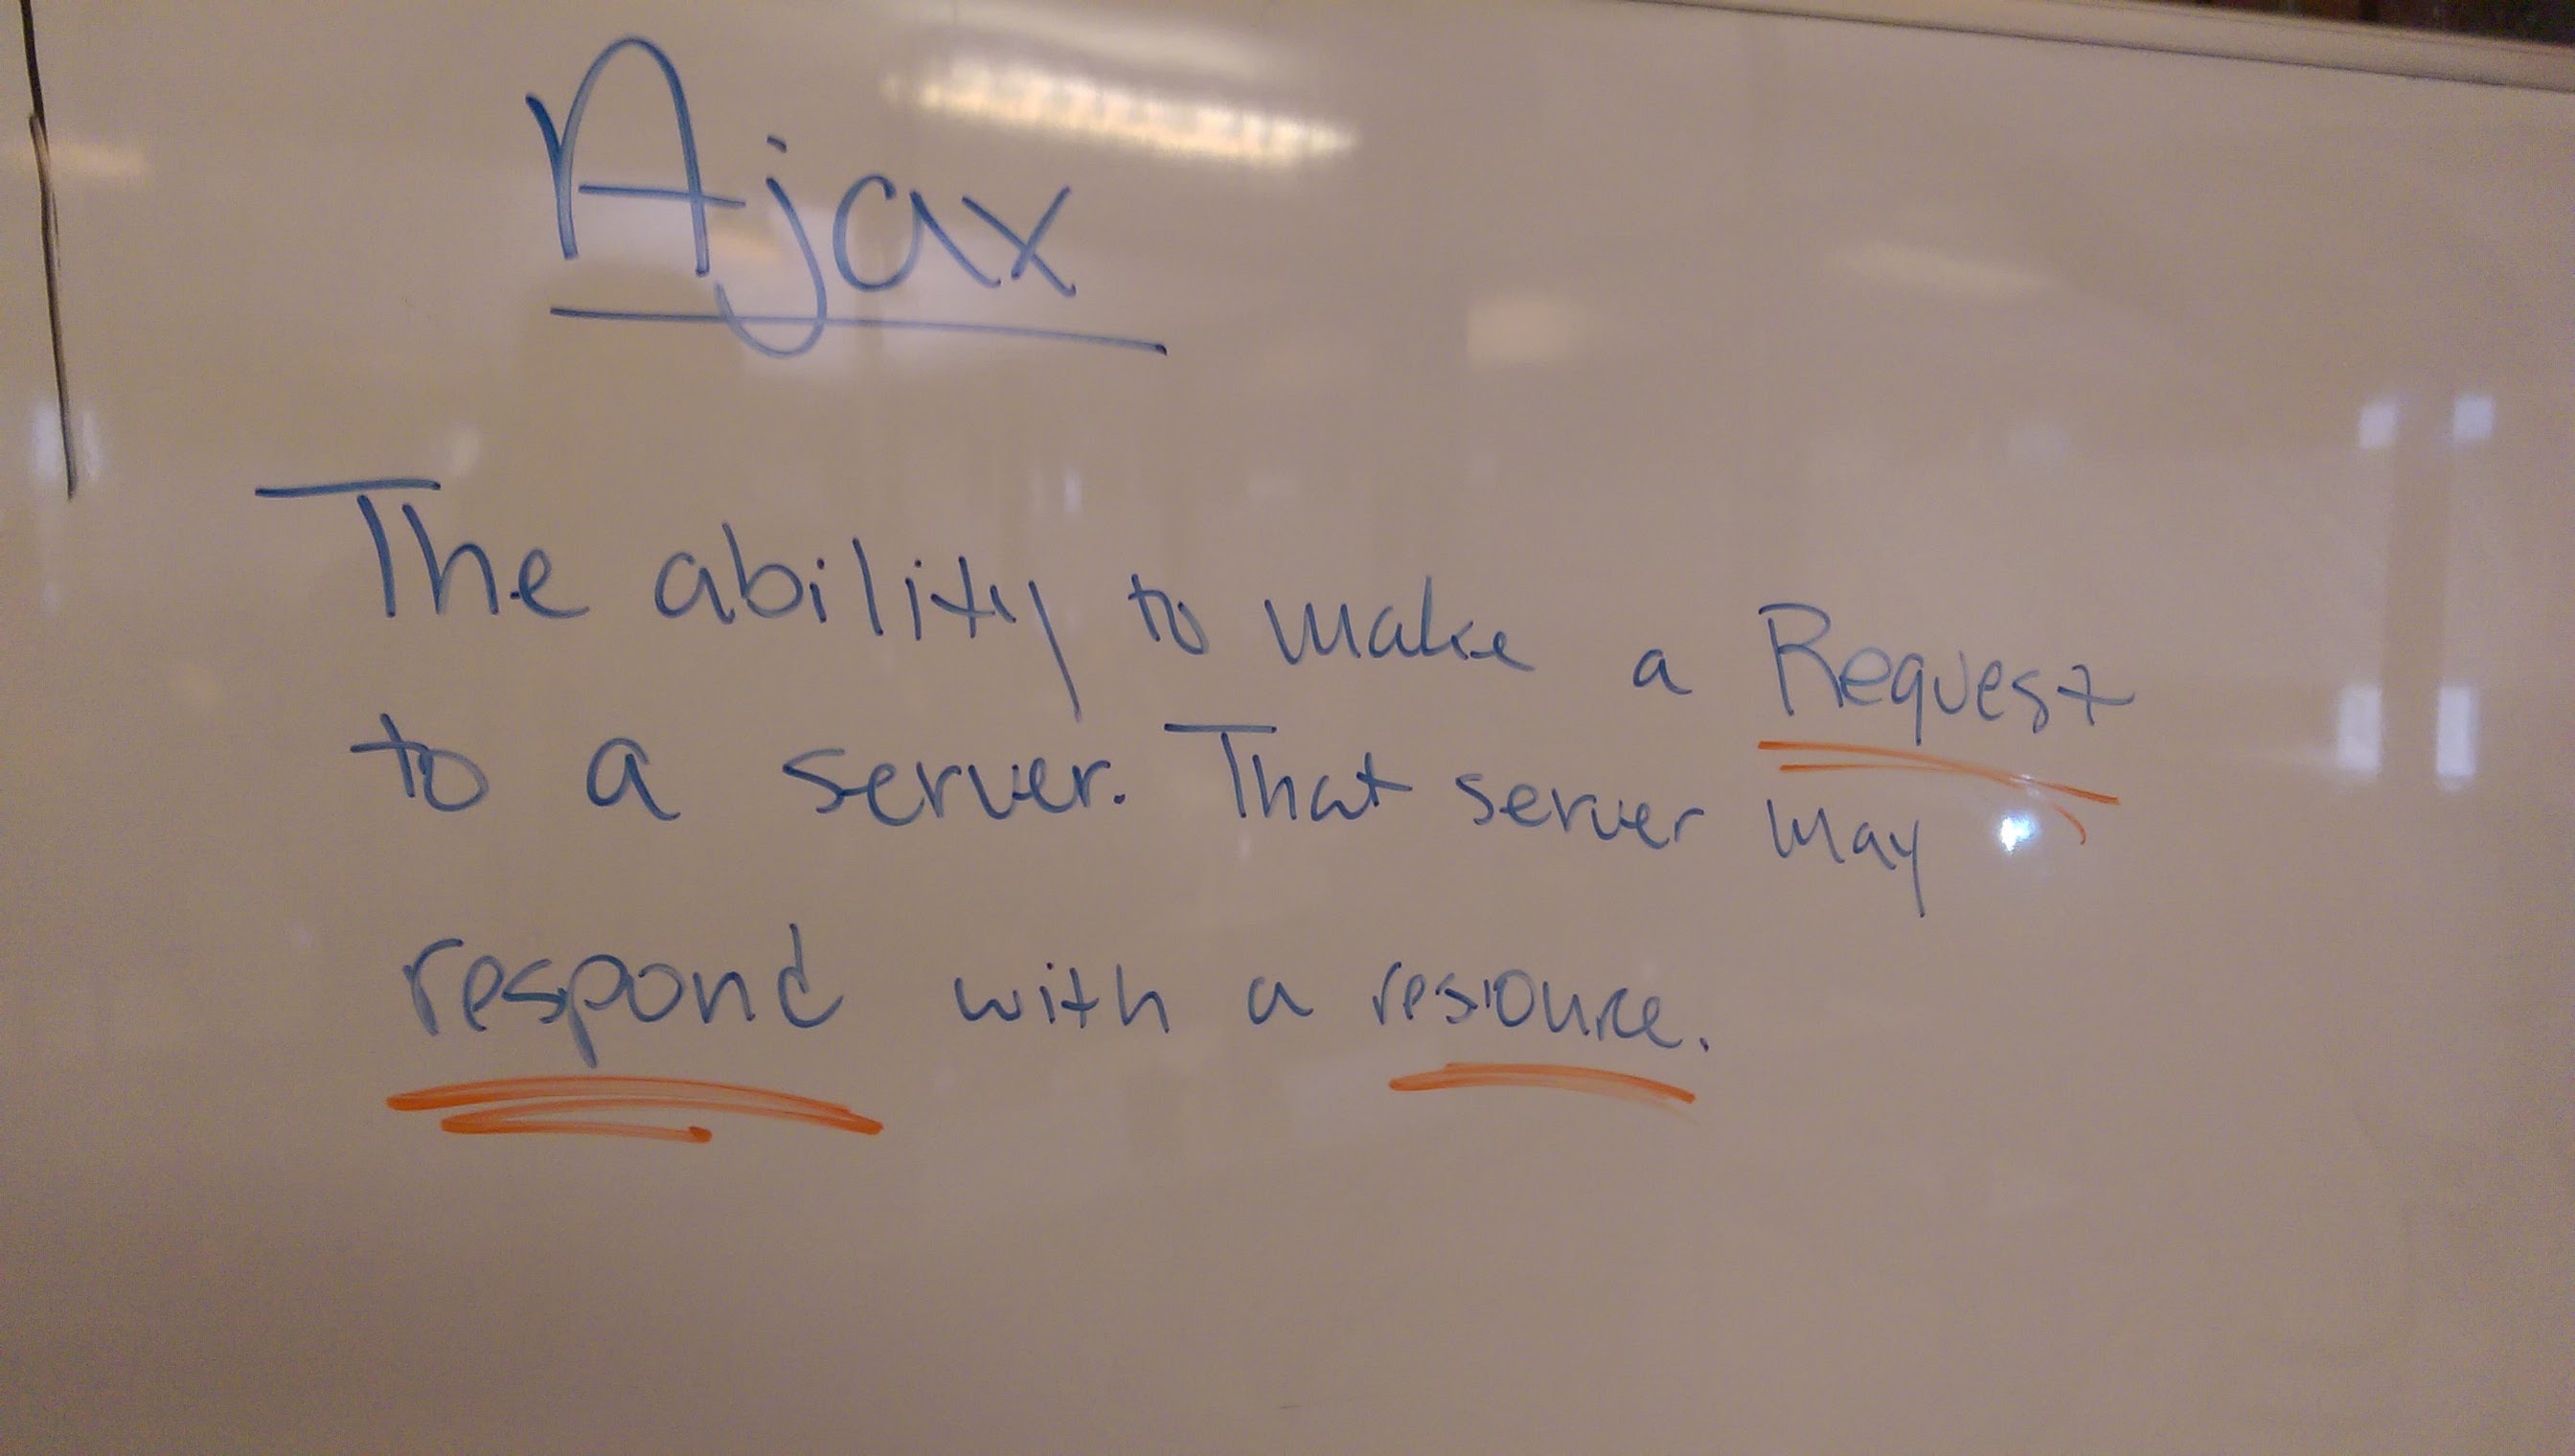 Ajax
The ability to make a Request
to a server. That server may
respond with a resource.